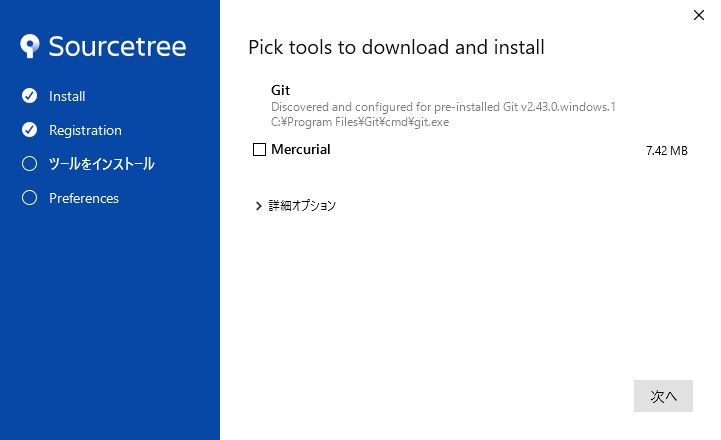 Sourcetree
Install
Registration
ツールをインストール
Preferences
Pick tools to download and install
Git
Discovered and configured for pre-installed Git v2.43.0.windows.1
C:¥Program Files¥Git¥cmd¥git.exe
Mercurial 7.42 MB
詳細オプション
次へ